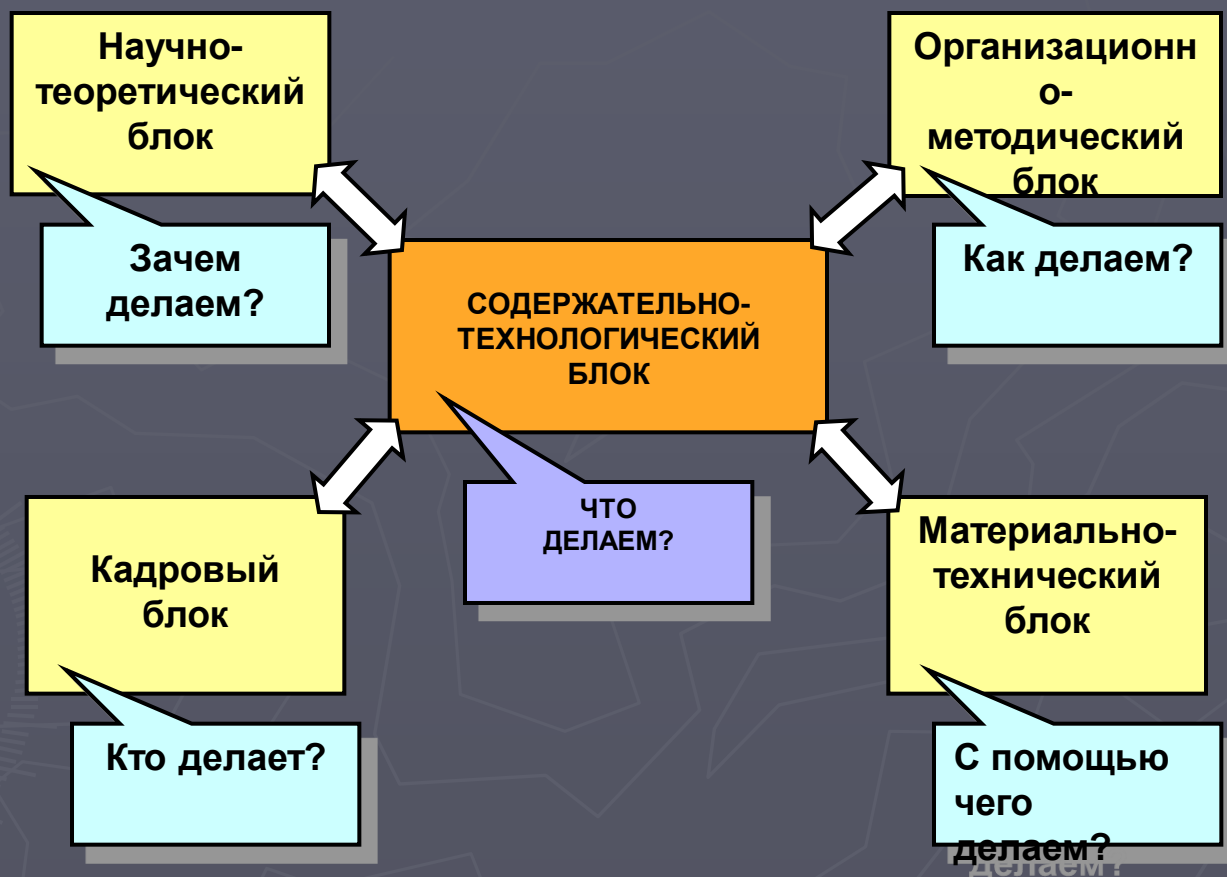 Научно-
теоретический
блок
Зачем
делаем?
Организационн
о-
методический
блок
Как делаем?
СОДЕРЖАТЕЛЬНО-
ТЕХНОЛОГИЧЕСКИЙ
БЛОК
ЧТО
ДЕЛАЕМ?
Кадровый
блок
Кто делает?
Материально-
технический
блок
С помощью
чего
делаем?